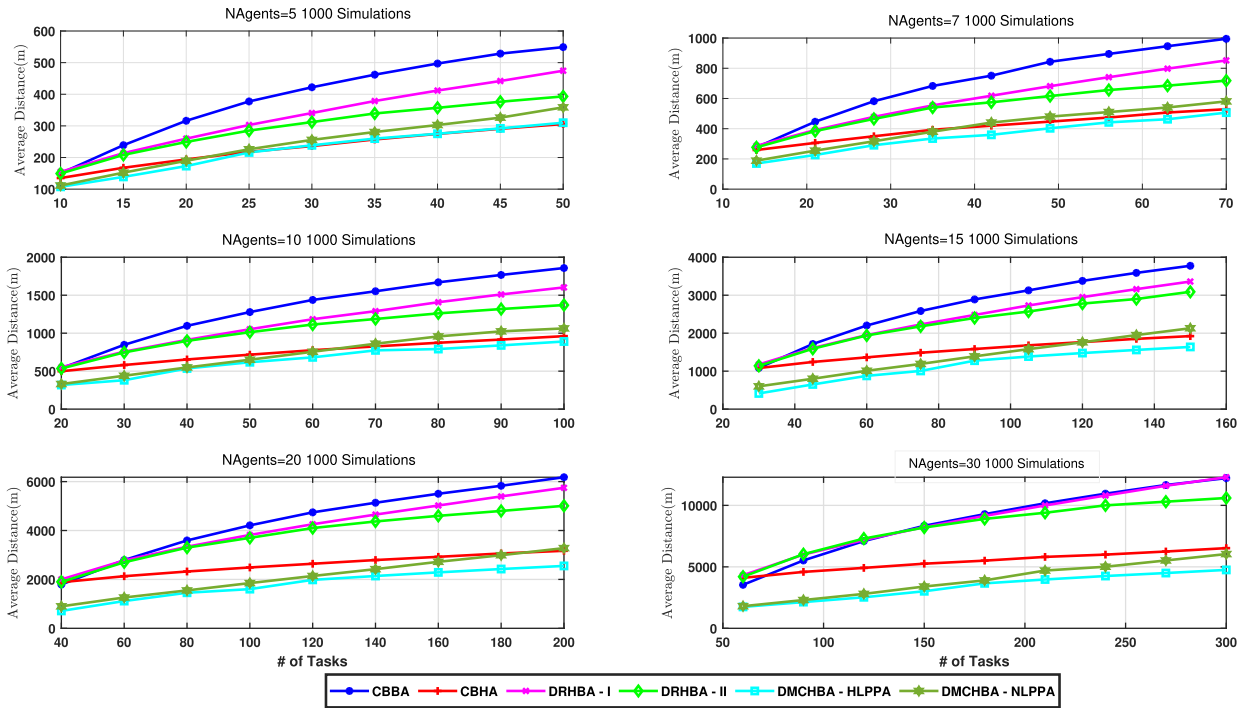 NAgents=5 1000 Simulations
Average Distance(m)
600
500
400
300
200
100
10 15 20 25 30 35 40 45 50
NAgents=7 1000 Simulations
Average Distance(m)
1000
800
600
400
200
0
10 20 30 40 50 60 70
NAgents=10 1000 Simulations
Average Distance(m)
2000
1500
1000
500
0
20 30 40 50 60 70 80 90 100
NAgents=15 1000 Simulations
Average Distance(m)
4000
3000
2000
1000
0
20 40 60 80 100 120 140 160
NAgents=20 1000 Simulations
Average Distance(m)
6000
4000
2000
0
40 60 80 100 120 140 160 180 200
# of Tasks
NAgents=30 1000 Simulations
Average Distance(m)
10000
5000
0
50 100 150 200 250 300
# of Tasks
CBBA CBHA DRHBA - I DRHBA - II DMCHBA - HLPPA DMCHBA - NLPPA